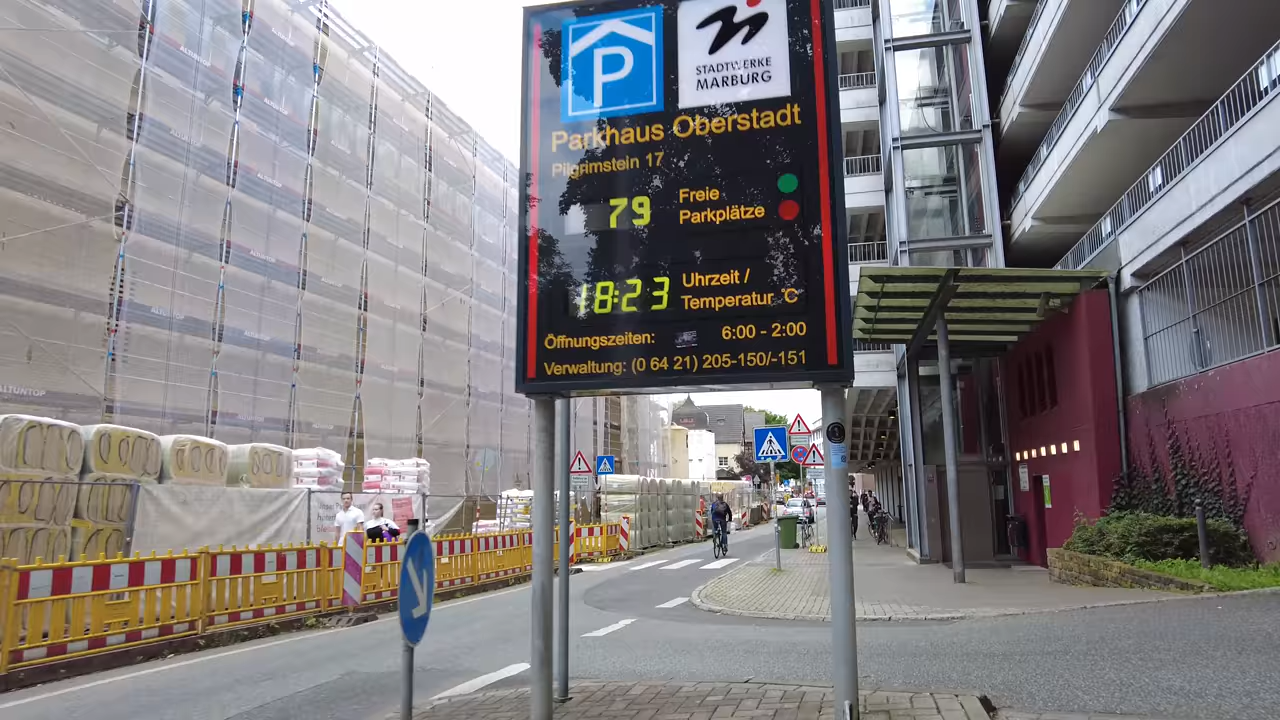 P
STADTWERKE
MARBURG
Parkhaus Oberstadt
Pilgrimstein 17
79 Freie
Parkplätze
18:23 Uhrzeit /
Temperatur °C
Öffnungszeiten: 6:00 - 2:00
Verwaltung: (0 64 21) 205-150/-151
ALTUNTOP